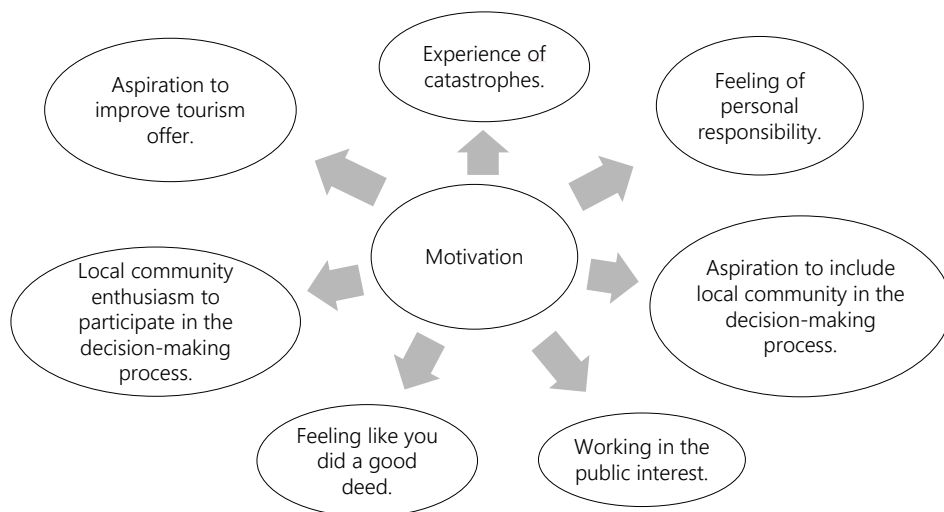 Experience of
catastrophes.
Aspiration to
improve tourism
offer.
Feeling of
personal
responsibility.
Motivation
Local community
enthusiasm to
participate in the
decision-making
process.
Aspiration to include
local community in the
decision-making
process.
Feeling like you
did a good
deed.
Working in the
public interest.